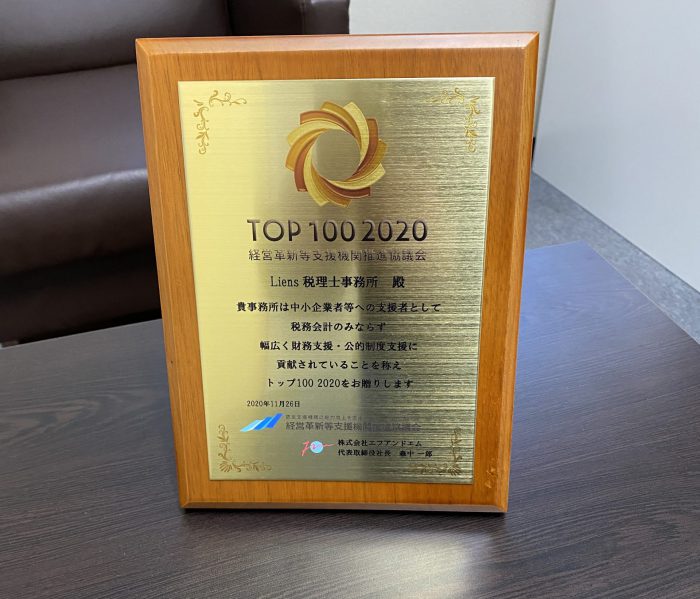 TOP 100 2020
経営革新等支援機関推進協議会
Liens 税理士事務所 殿
貴事務所は中小企業者等への支援者として
税務会計のみならず
幅広く財務支援・公的制度支援に
貢献されていることを称え
トップ100 2020をお贈りします
2020年11月26日
経営革新等支援機関推進協議会
株式会社エフアンドエム
代表取締役社長 森中 一郎